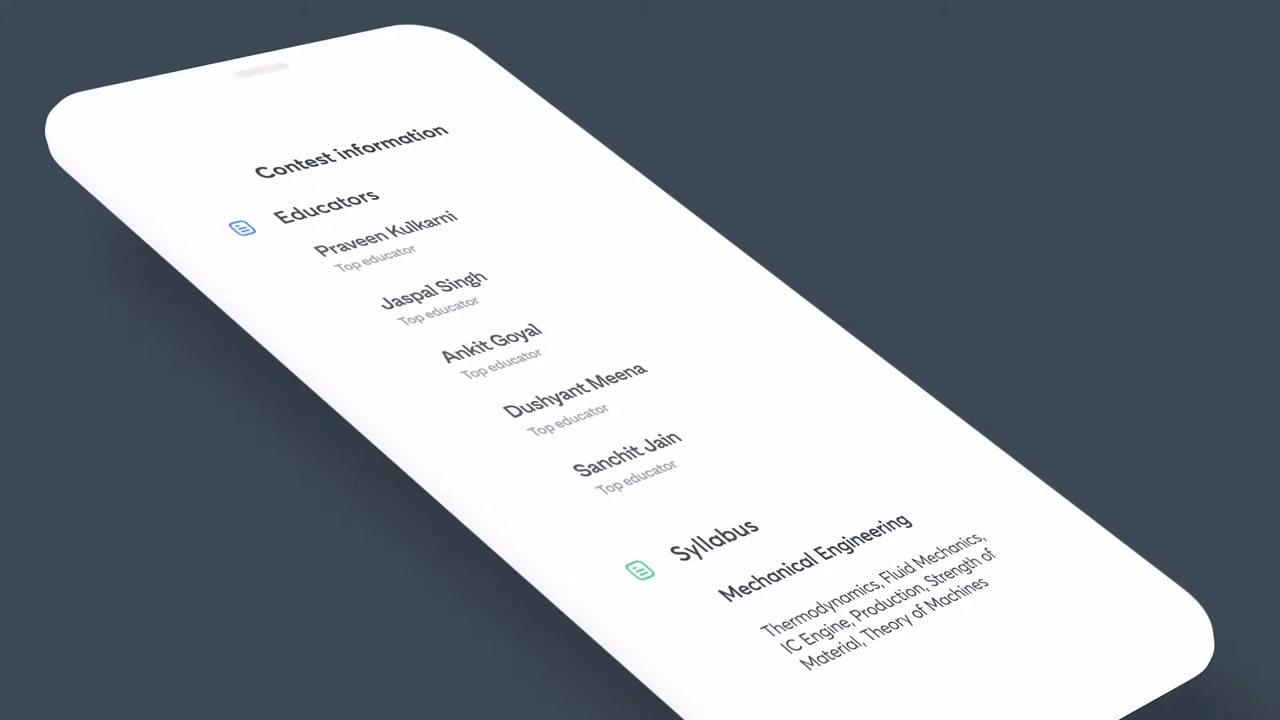 Contest information
Educators
Praveen Kulkarni
Top educator
Jaspal Singh
Top educator
Ankit Goyal
Top educator
Dushyant Meena
Top educator
Sanchit Jain
Top educator
Syllabus
Mechanical Engineering
Thermodynamics, Fluid Mechanics,
IC Engine, Production, Strength of
Material, Theory of Machines